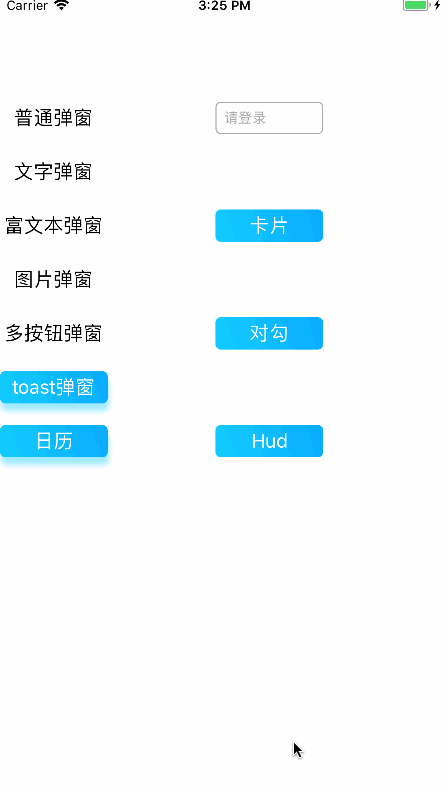 Carrier 3:25 PM
普通弹窗 请登录
文字弹窗
富文本弹窗 卡片
图片弹窗
多按钮弹窗 对勾
toast弹窗
日历 Hud